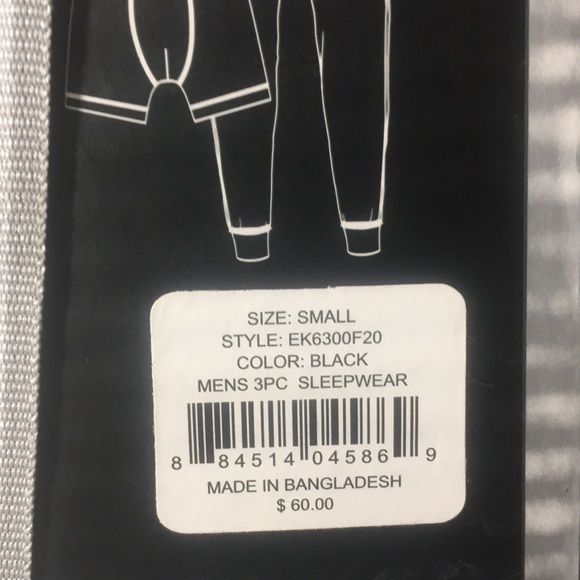 SIZE: SMALL
STYLE: EK6300F20
COLOR: BLACK
MENS 3PC SLEEPWEAR
8 84514 04586 9
MADE IN BANGLADESH
$ 60.00